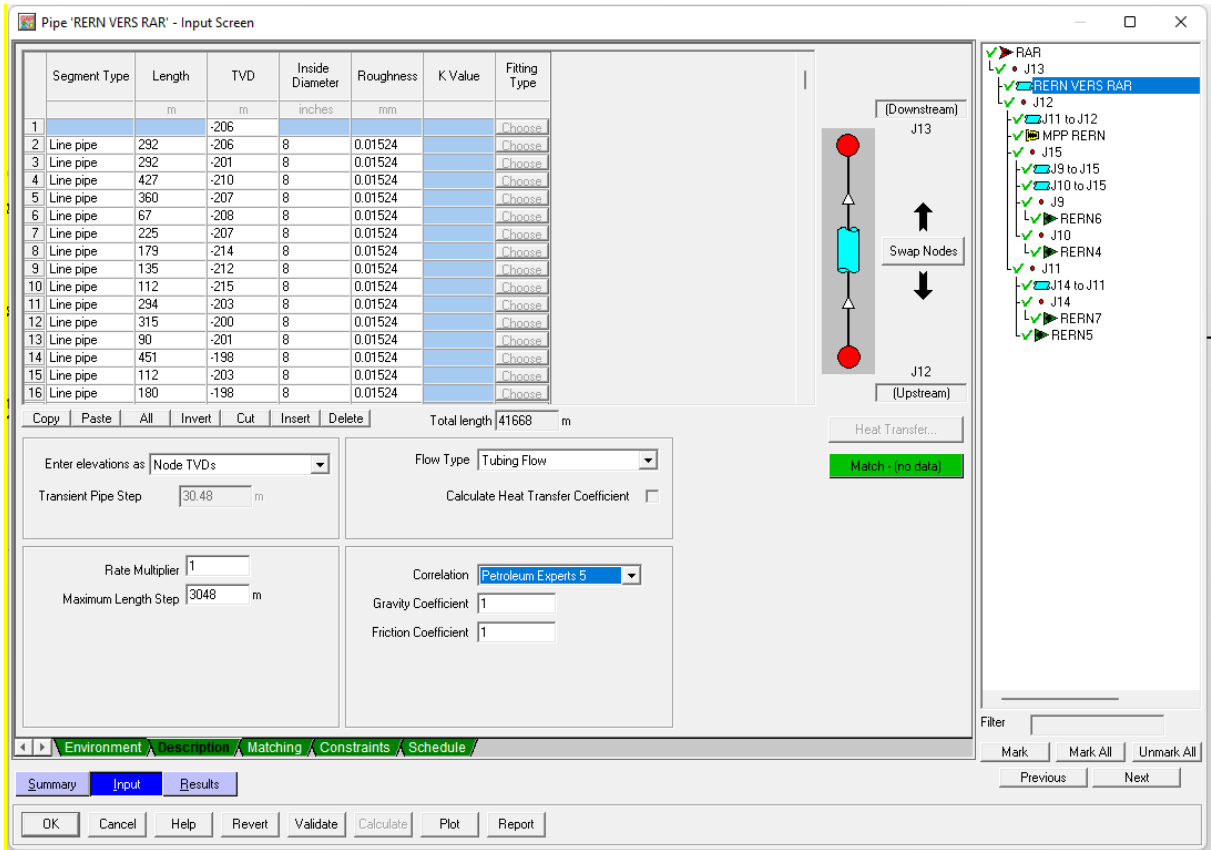 Pipe 'RERN VERS RAR' - Input Screen
Segment Type Length TVD Inside Diameter Roughness K Value Fitting Type
m m inches mm
1 -206 Choose
2 Line pipe 292 -206 8 0.01524 Choose
3 Line pipe 292 -201 8 0.01524 Choose
4 Line pipe 427 -210 8 0.01524 Choose
5 Line pipe 360 -207 8 0.01524 Choose
6 Line pipe 67 -208 8 0.01524 Choose
7 Line pipe 225 -207 8 0.01524 Choose
8 Line pipe 179 -214 8 0.01524 Choose
9 Line pipe 135 -212 8 0.01524 Choose
10 Line pipe 112 -215 8 0.01524 Choose
11 Line pipe 294 -203 8 0.01524 Choose
12 Line pipe 315 -200 8 0.01524 Choose
13 Line pipe 90 -201 8 0.01524 Choose
14 Line pipe 451 -198 8 0.01524 Choose
15 Line pipe 112 -203 8 0.01524 Choose
16 Line pipe 180 -198 8 0.01524 Choose
Copy Paste All Invert Cut Insert Delete Total length 41668 m
Enter elevations as Node TVDs
Transient Pipe Step 30.48 m
Flow Type Tubing Flow
Calculate Heat Transfer Coefficient
Rate Multiplier 1
Maximum Length Step 3048 m
Correlation Petroleum Experts 5
Gravity Coefficient 1
Friction Coefficient 1
(Downstream)
J13
Swap Nodes
J12
(Upstream)
Heat Transfer...
Match - (no data)
RAR
J13
RERN VERS RAR
J12
J11 to J12
MPP RERN
J15
J9 to J15
J10 to J15
J9
RERN6
J10
RERN4
J11
J14 to J11
J14
RERN7
RERN5
Filter
Mark Mark All Unmark All
Previous Next
Environment Description Matching Constraints Schedule
Summary Input Results
OK Cancel Help Revert Validate Calculate Plot Report